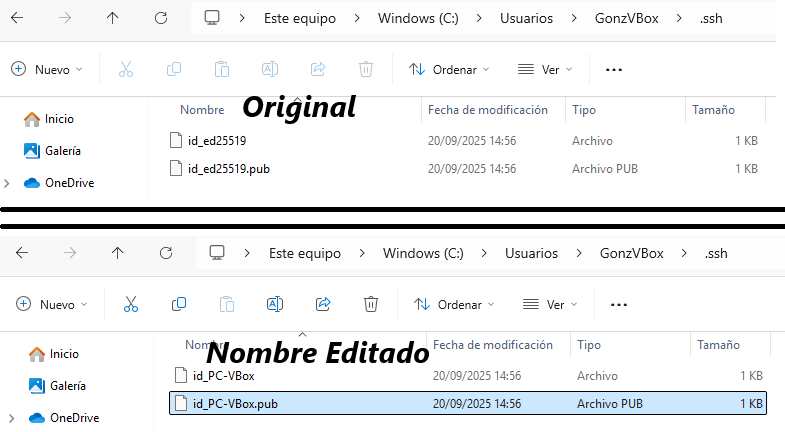 Este equipo > Windows (C:) > Usuarios > GonzVBox > .ssh
Nuevo Ordenar Ver ...
Nombre Fecha de modificación Tipo Tamaño
Original
Inicio
id_ed25519 20/09/2025 14:56 Archivo 1 KB
Galería
id_ed25519.pub 20/09/2025 14:56 Archivo PUB 1 KB
OneDrive
Este equipo > Windows (C:) > Usuarios > GonzVBox > .ssh
Nuevo Ordenar Ver ...
Nombre Fecha de modificación Tipo Tamaño
Nombre Editado
Inicio
id_PC-VBox 20/09/2025 14:56 Archivo 1 KB
Galería
id_PC-VBox.pub 20/09/2025 14:56 Archivo PUB 1 KB
OneDrive